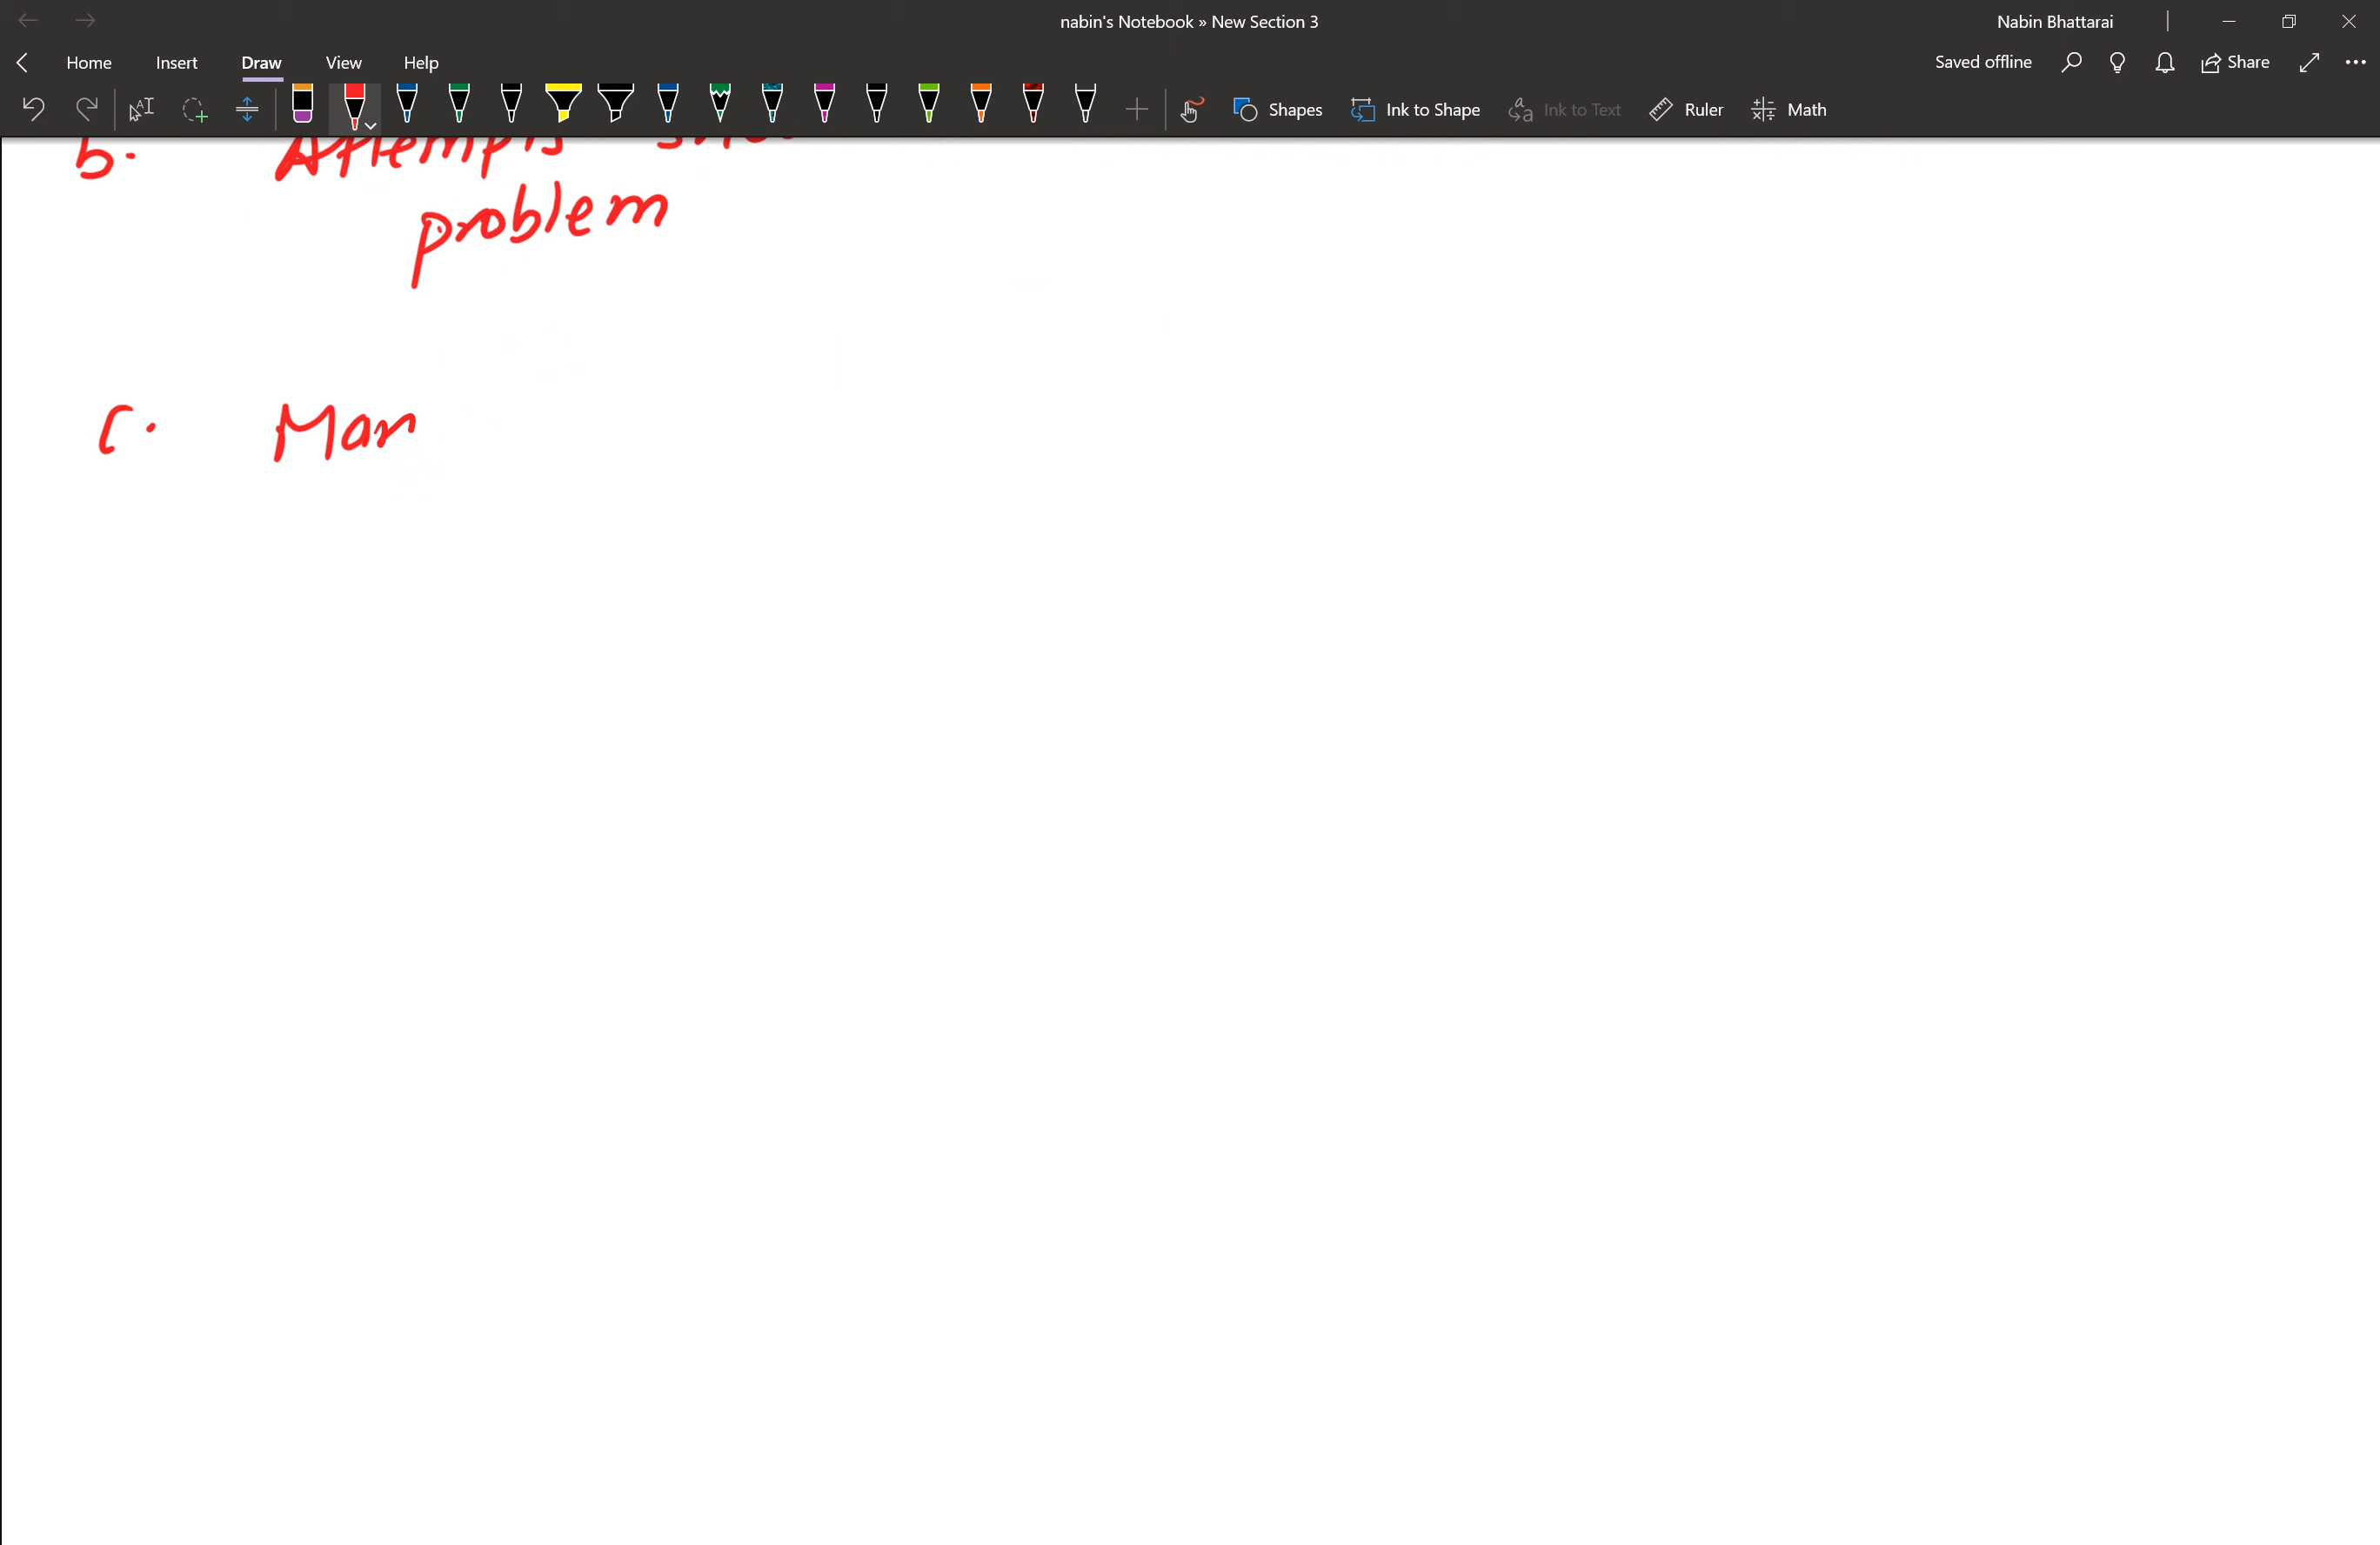 nabin's Notebook » New Section 3
Nabin Bhattarai
Home Insert Draw View Help
Saved offline
Share
Shapes Ink to Shape Ink to Text Ruler Math
b. Attempts
problem
c. Man